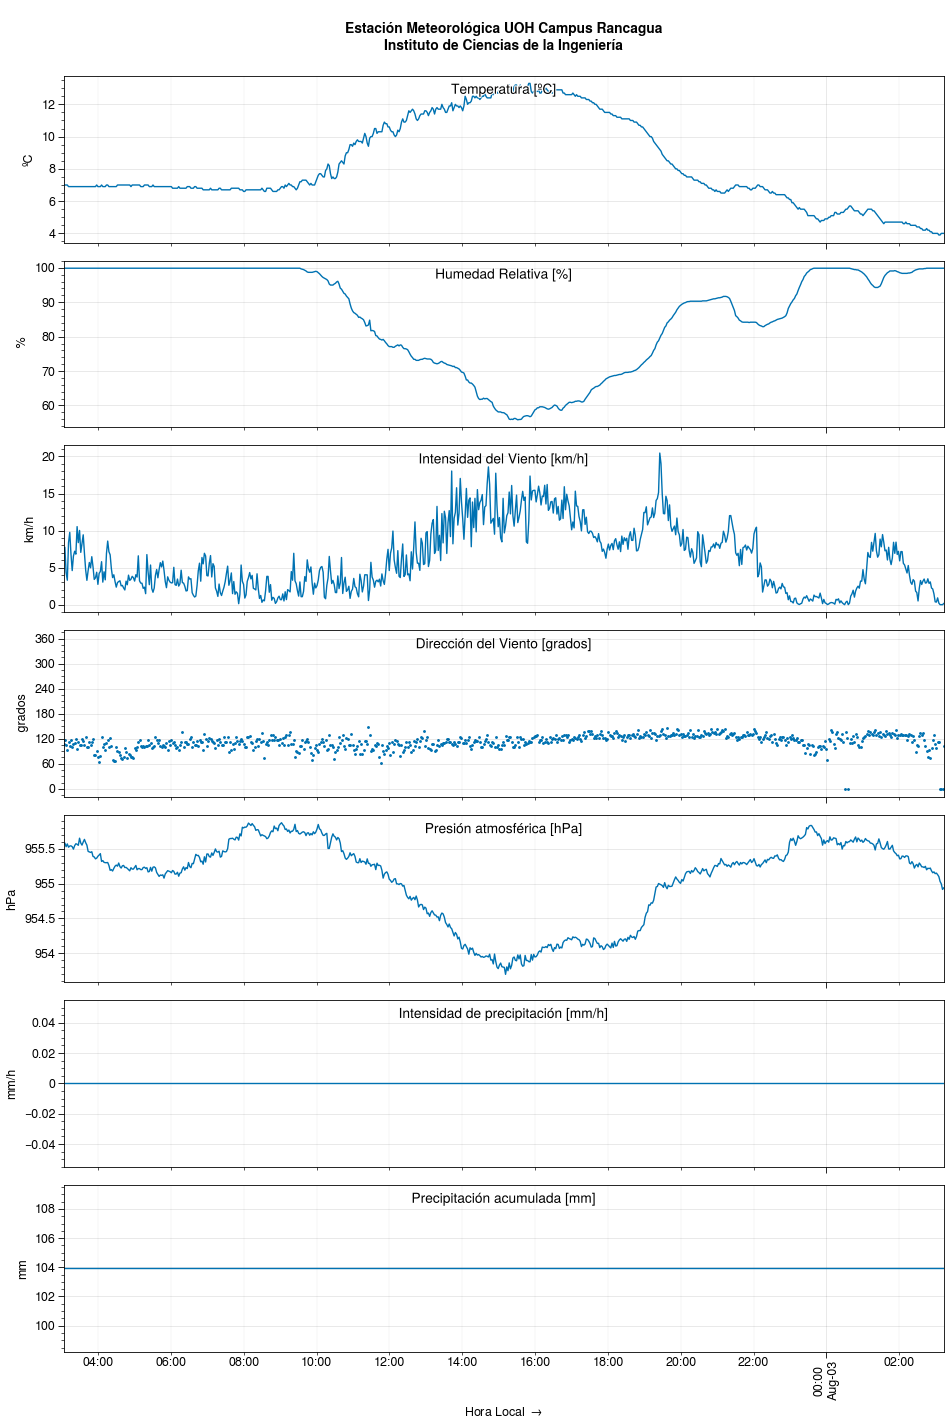 Estación Meteorológica UOH Campus Rancagua
Instituto de Ciencias de la Ingeniería
Temperatura [ºC]
12
10
8
6
4
ºC
Humedad Relativa [%]
100
90
80
70
60
%
Intensidad del Viento [km/h]
20
15
10
5
0
km/h
Dirección del Viento [grados]
360
300
240
180
120
60
0
grados
Presión atmosférica [hPa]
955.5
955
954.5
954
hPa
Intensidad de precipitación [mm/h]
0.04
0.02
0
−0.02
−0.04
mm/h
Precipitación acumulada [mm]
108
106
104
102
100
mm
04:00 06:00 08:00 10:00 12:00 14:00 16:00 18:00 20:00 22:00 00:00 02:00
Aug-03
Hora Local →